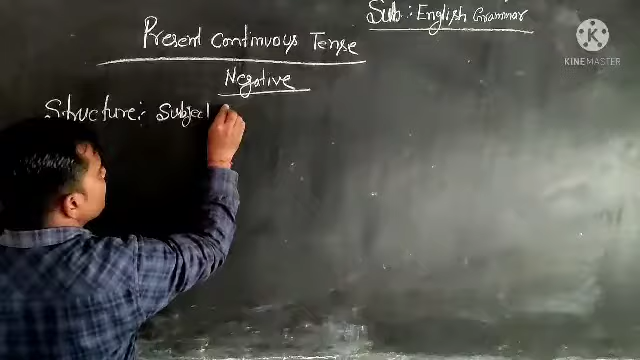 Sub.: English Grammar
Present Continuous Tense
Negative
Structure:- Subject
KINEMASTER